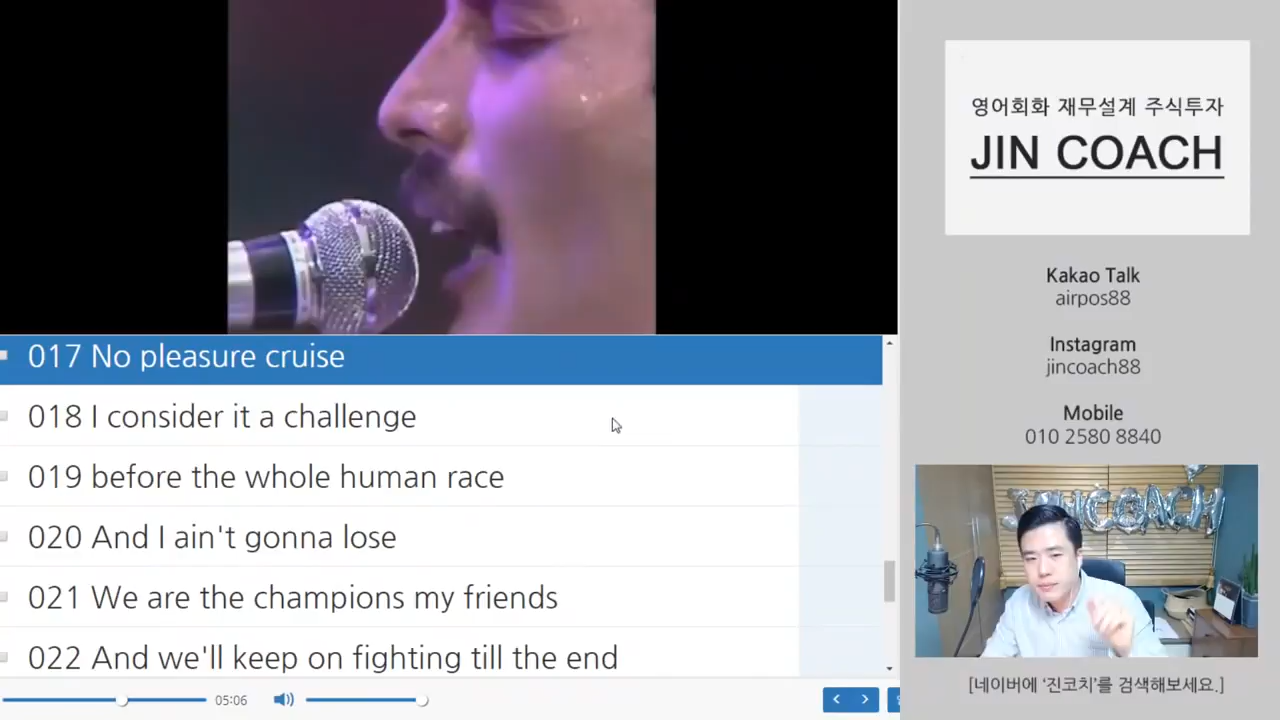 017 No pleasure cruise
018 I consider it a challenge
019 before the whole human race
020 And I ain't gonna lose
021 We are the champions my friends
022 And we'll keep on fighting till the end
05:06
영어회화 재무설계 주식투자
JIN COACH
Kakao Talk
airpos88
Instagram
jincoach88
Mobile
010 2580 8840
JINCOACH
[네이버에 '진코치'를 검색해보세요.]